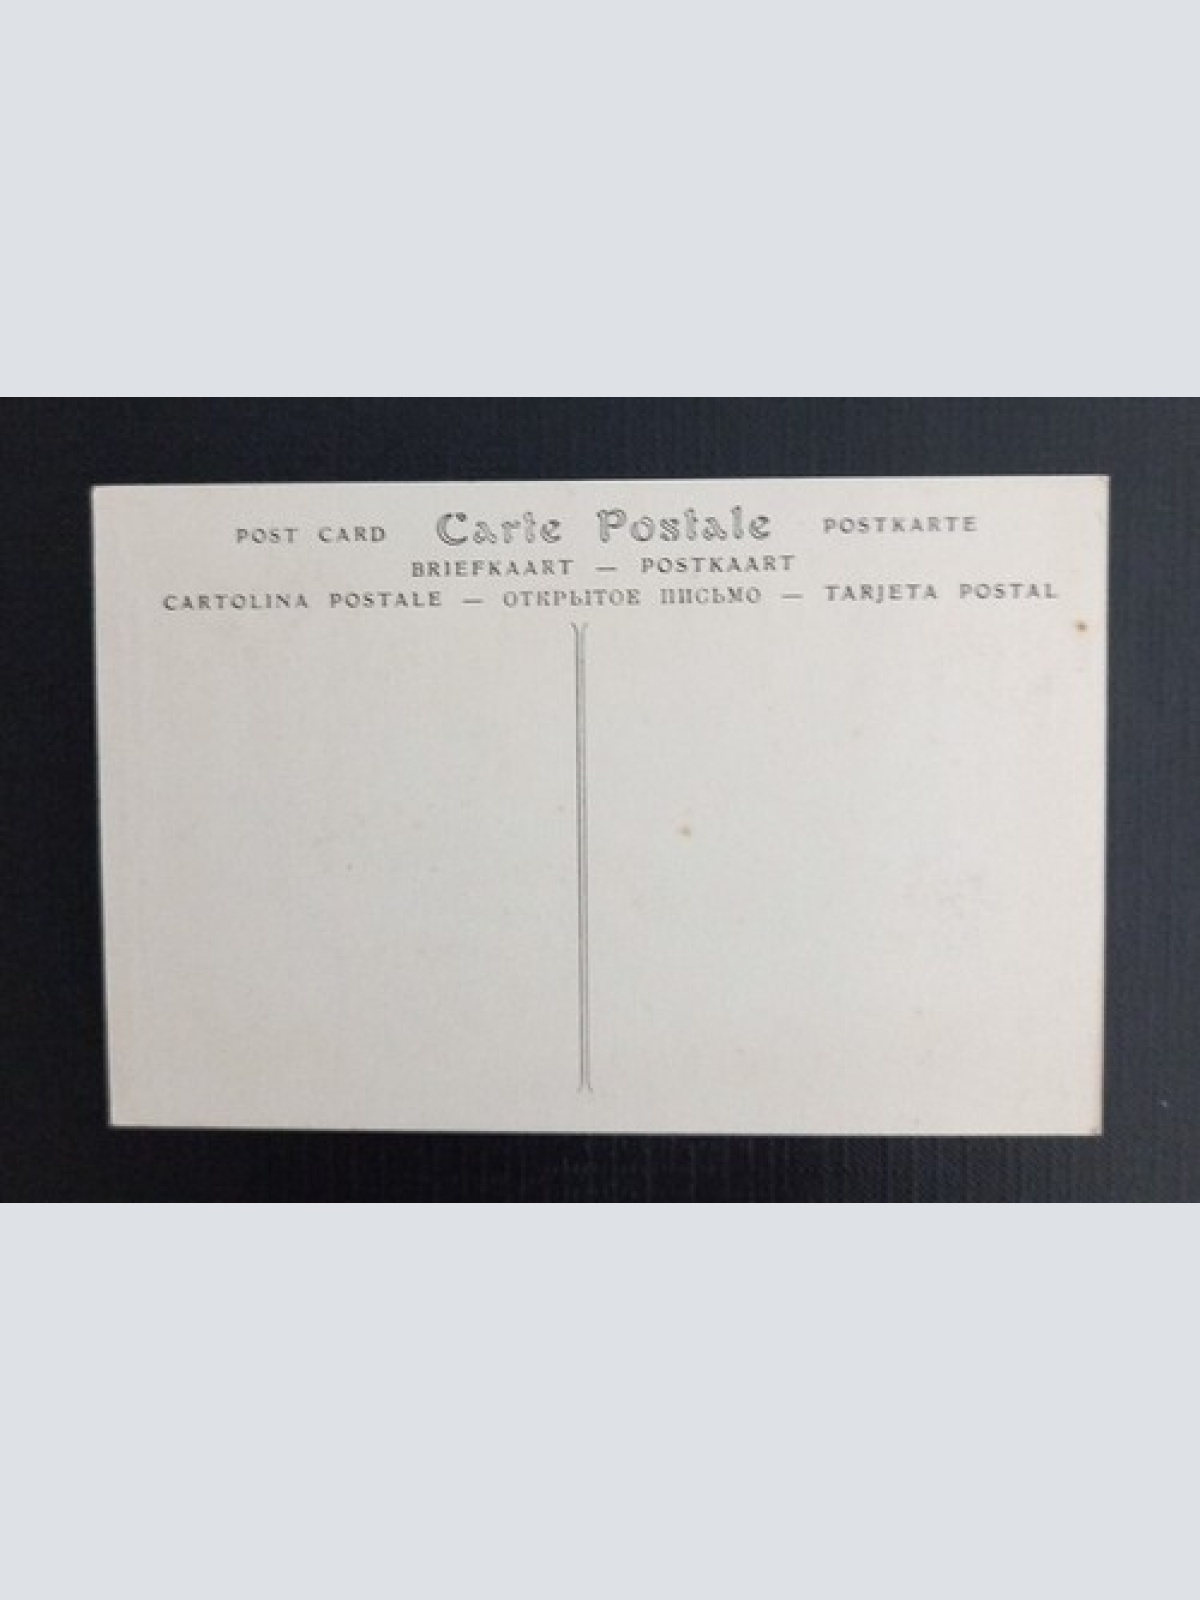 POST CARD Carte Postale POSTKARTE
BRIEFKAART — POSTKAART
CARTOLINA POSTALE — ОТКРЫТОЕ ПИСЬМО — TARJETA POSTAL